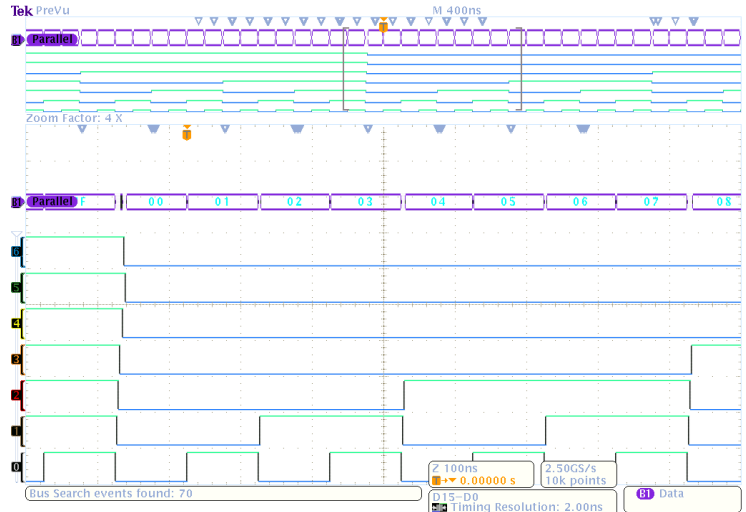 Tek PreVu M 400ns
T
B1 Parallel
Zoom Factor: 4 X
T
B1 Parallel F 00 01 02 03 04 05 06 07 08
6
5
4
3
2
1
0
Z 100ns 2.50GS/s
T→▼ 0.00000 s 10k points
Bus Search events found: 70
D15-D0 B1 Data
Timing Resolution: 2.00ns